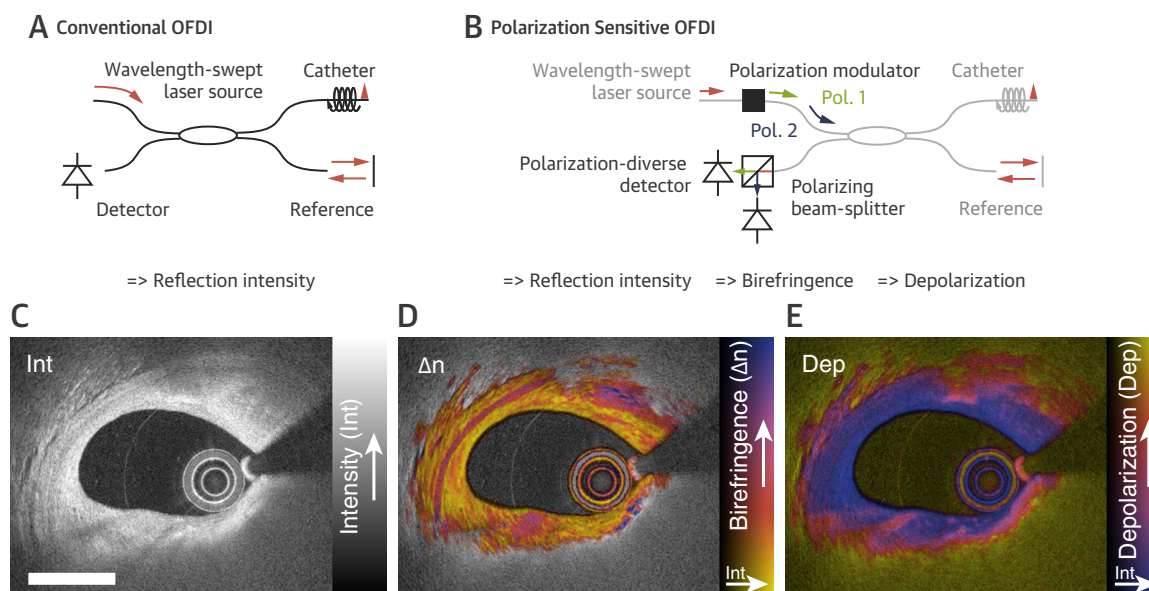 A Conventional OFDI
Wavelength-swept
laser source
Catheter
Detector
Reference
=> Reflection intensity
B Polarization Sensitive OFDI
Wavelength-swept
laser source
Polarization modulator
Pol. 1
Pol. 2
Catheter
Polarization-diverse
detector
Polarizing
beam-splitter
Reference
=> Reflection intensity => Birefringence => Depolarization
C
Int
Intensity (Int)
D
Δn
Birefringence (Δn)
Int
E
Dep
Depolarization (Dep)
Int